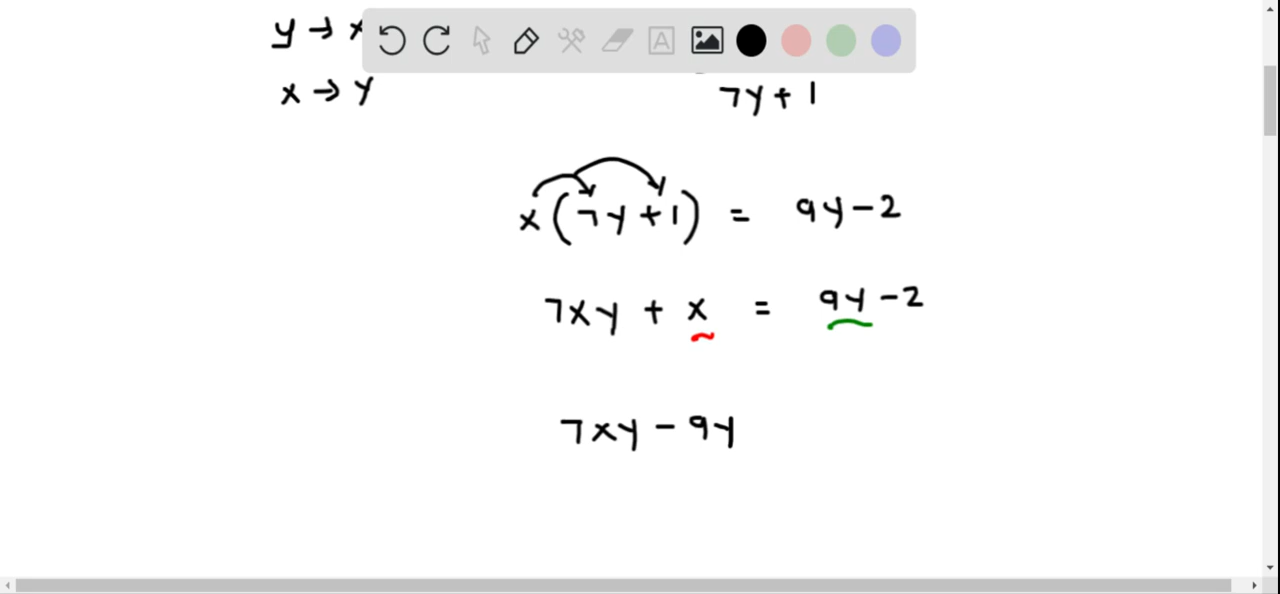 y → x
x → y
7y + 1
x (7y + 1) = 9y - 2
7xy + x = 9y - 2
7xy - 9y